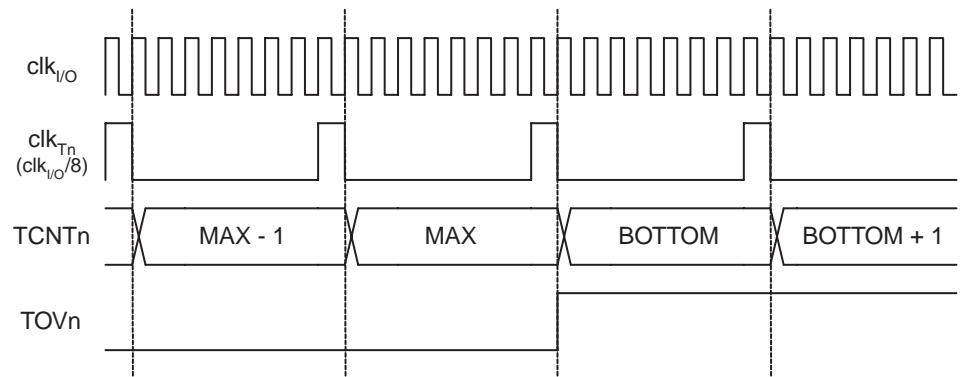 clkI/O
clkTn
(clkI/O/8)
TCNTn MAX - 1 MAX BOTTOM BOTTOM + 1
TOVn